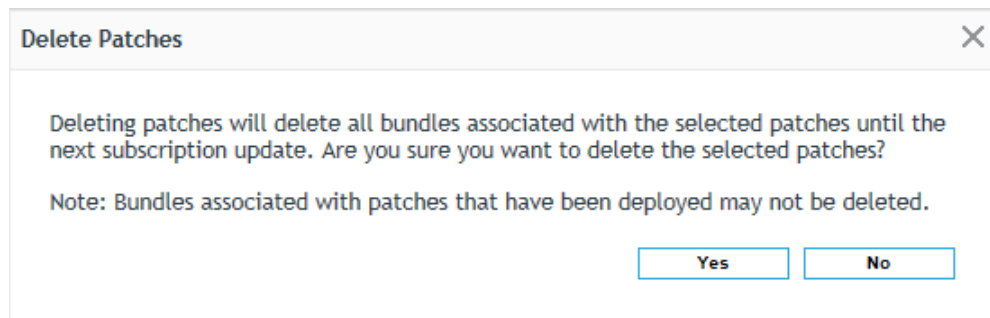 Delete Patches
Deleting patches will delete all bundles associated with the selected patches until the
next subscription update. Are you sure you want to delete the selected patches?
Note: Bundles associated with patches that have been deployed may not be deleted.
Yes
No